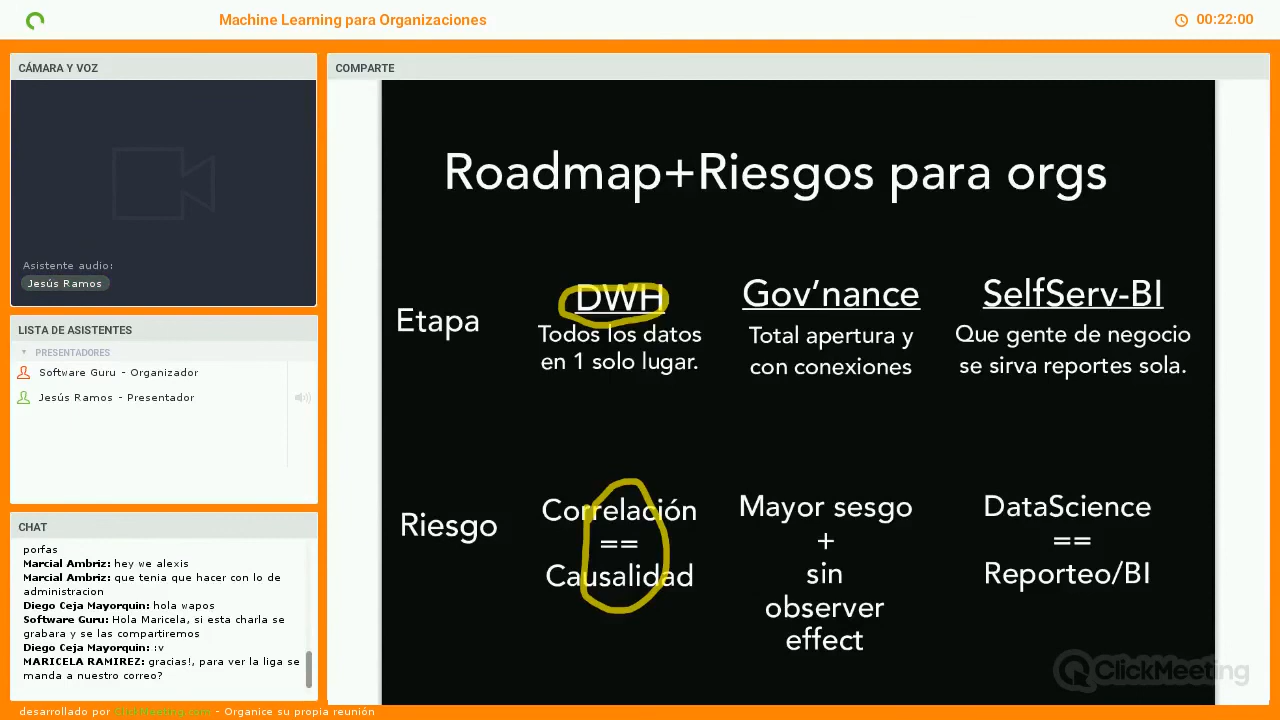 Machine Learning para Organizaciones
00:22:00
CÁMARA Y VOZ
Asistente audio:
Jesús Ramos
LISTA DE ASISTENTES
PRESENTADORES
Software Guru - Organizador
Jesús Ramos - Presentador
CHAT
porfas
Marcial Ambriz: hey we alexis
Marcial Ambriz: que tenia que hacer con lo de
administracion
Diego Ceja Mayorquin: hola wapos
Software Guru: Hola Maricela, si esta charla se
grabara y se las compartiremos
Diego Ceja Mayorquin: :v
MARICELA RAMIREZ: gracias!, para ver la liga se
manda a nuestro correo?
desarrollado por ClickMeeting.com - Organice su propia reunión
COMPARTE
Roadmap+Riesgos para orgs
Etapa
DWH
Todos los datos
en 1 solo lugar.
Gov'nance
Total apertura y
con conexiones
SelfServ-BI
Que gente de negocio
se sirva reportes sola.
Riesgo
Correlación
==
Causalidad
Mayor sesgo
+
sin
observer
effect
DataScience
==
Reporteo/BI
ClickMeeting